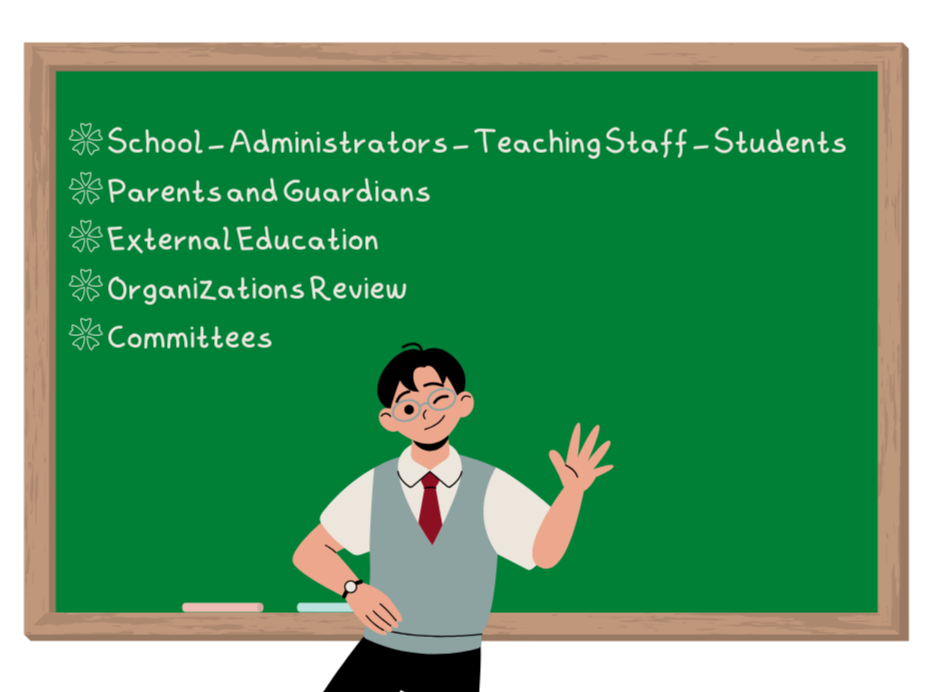 School-Administrators-Teaching Staff-Students
Parents and Guardians
External Education
Organizations Review
Committees